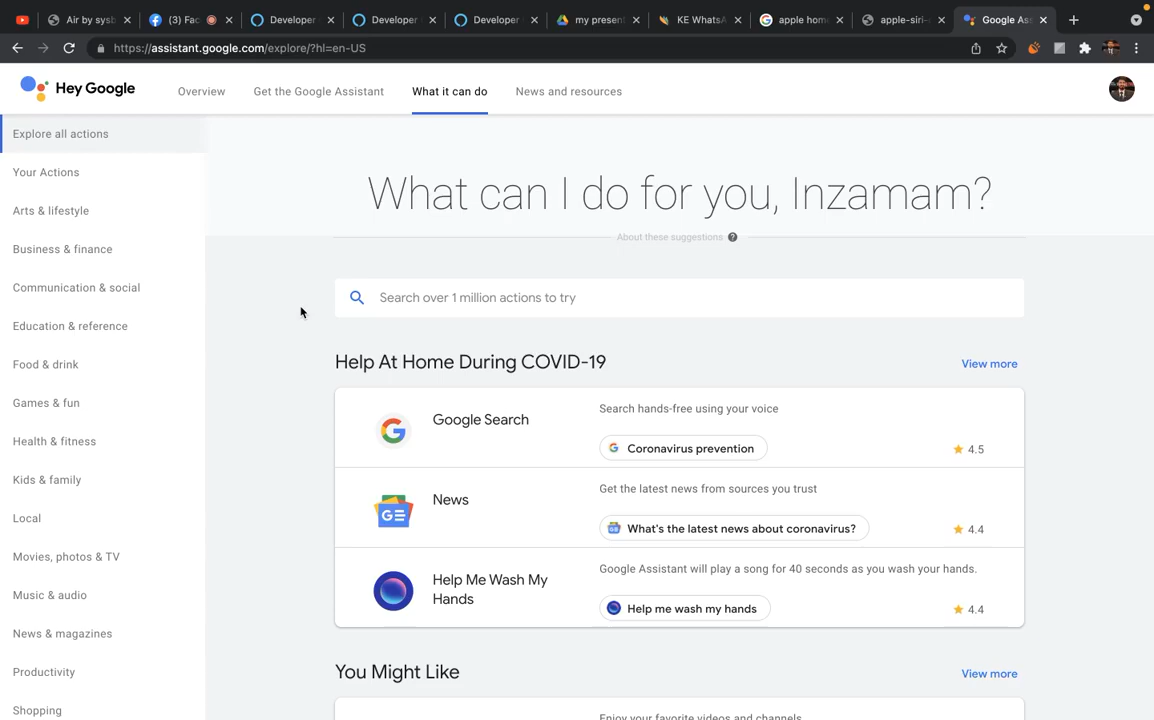 Air by sysb
(3) Fac
Developer
Developer
Developer
my present
KE WhatsA
apple hom
apple-siri-
Google Ass
https://assistant.google.com/explore/?hl=en-US
Hey Google
Overview
Get the Google Assistant
What it can do
News and resources
Explore all actions
Your Actions
Arts & lifestyle
Business & finance
Communication & social
Education & reference
Food & drink
Games & fun
Health & fitness
Kids & family
Local
Movies, photos & TV
Music & audio
News & magazines
Productivity
Shopping
What can I do for you, Inzamam?
About these suggestions
Search over 1 million actions to try
Help At Home During COVID-19
View more
Google Search
Search hands-free using your voice
Coronavirus prevention
4.5
News
Get the latest news from sources you trust
What's the latest news about coronavirus?
4.4
Help Me Wash My
Hands
Google Assistant will play a song for 40 seconds as you wash your hands.
Help me wash my hands
4.4
You Might Like
View more
Enjoy your favorite videos and channels